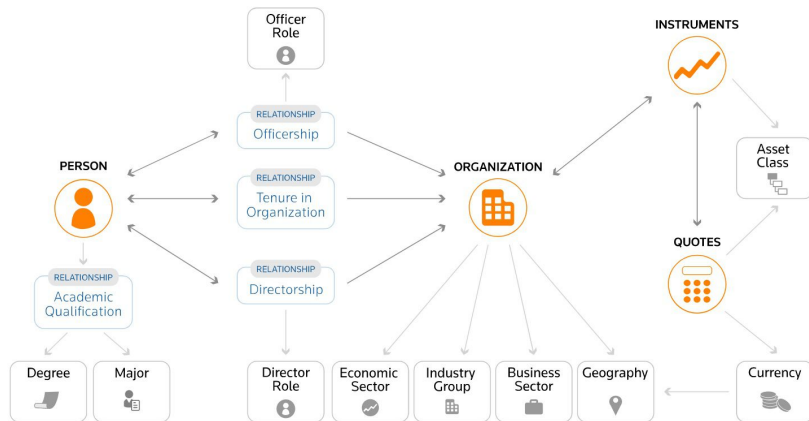 Officer
Role
INSTRUMENTS
RELATIONSHIP
Officership
Asset
Class
PERSON
RELATIONSHIP
Tenure in
Organization
ORGANIZATION
QUOTES
RELATIONSHIP
Academic
Qualification
RELATIONSHIP
Directorship
Degree
Major
Director
Role
Economic
Sector
Industry
Group
Business
Sector
Geography
Currency